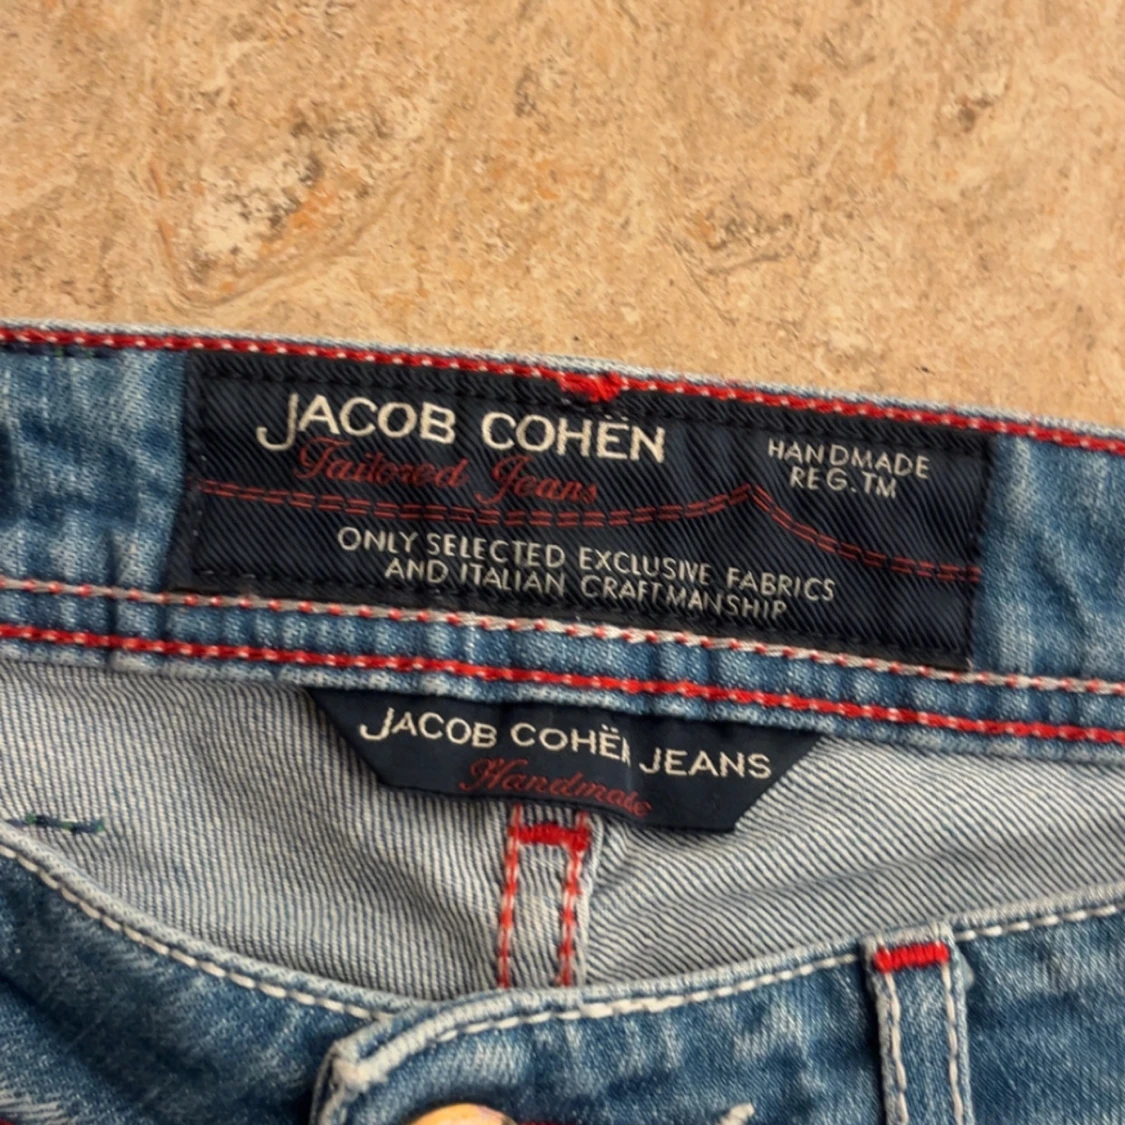 JACOB COHËN
Tailored Jeans
HANDMADE
REG.TM
ONLY SELECTED EXCLUSIVE FABRICS
AND ITALIAN CRAFTMANSHIP
JACOB COHËN JEANS
Handmade